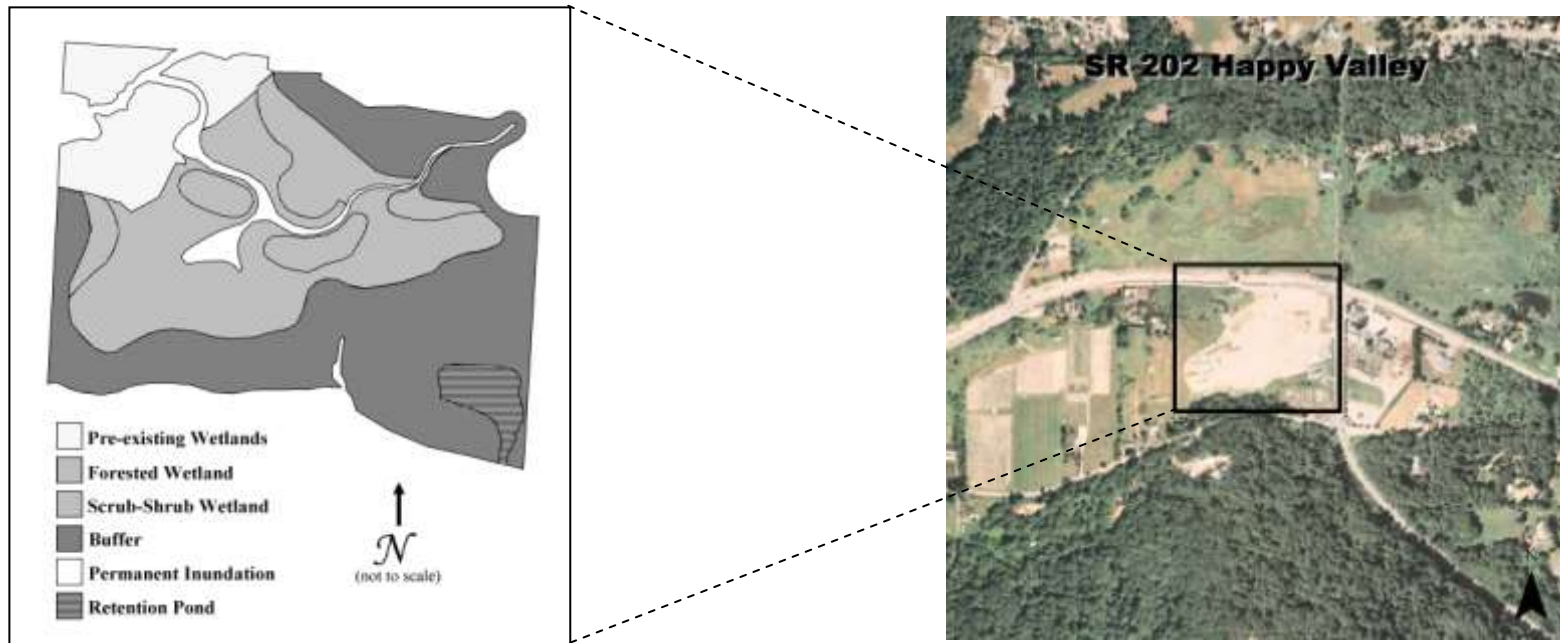 Pre-existing Wetlands
Forested Wetland
Scrub-Shrub Wetland
Buffer
Permanent Inundation
Retention Pond
N
(not to scale)
SR 202 Happy Valley